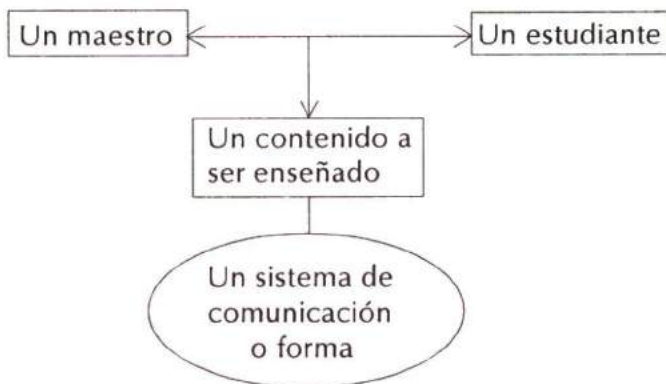 Un maestro
Un estudiante
Un contenido a
ser enseñado
Un sistema de
comunicación
o forma